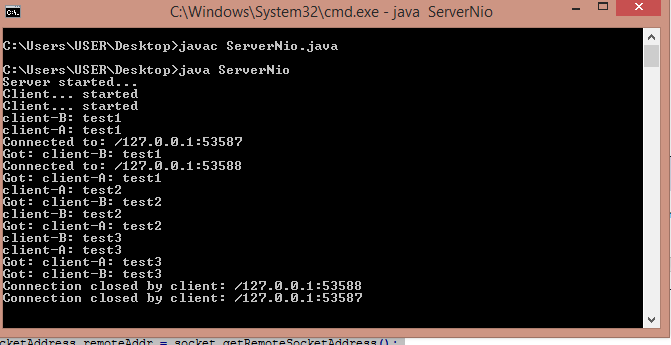 C:\Windows\System32\cmd.exe - java ServerNio
C:\Users\USER\Desktop>javac ServerNio.java
C:\Users\USER\Desktop>java ServerNio
Server started...
Client... started
Client... started
client-B: test1
client-A: test1
Connected to: /127.0.0.1:53587
Got: client-B: test1
Connected to: /127.0.0.1:53588
Got: client-A: test1
client-A: test2
Got: client-B: test2
client-B: test2
Got: client-A: test2
client-B: test3
client-A: test3
Got: client-A: test3
Got: client-B: test3
Connection closed by client: /127.0.0.1:53588
Connection closed by client: /127.0.0.1:53587
cketAddress remoteAddr = socket.getRemoteSocketAddress();